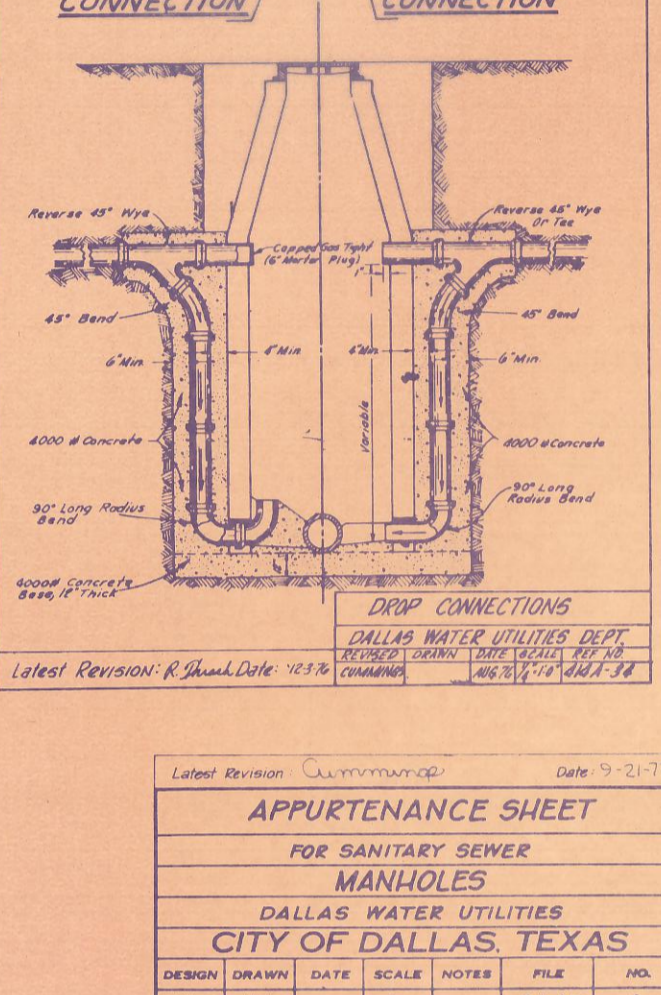 CONNECTION CONNECTION
Reverse 45° Wye
Reverse 45° Wye
Or Tee
Capped Gas Tight
(6" Mortar Plug)
1"
45° Bend
45° Bend
6" Min.
4" Min
4" Min.
6" Min.
Variable
4000 # Concrete
4000 # Concrete
90° Long Radius
Bend
90° Long
Radius Bend
4000# Concrete
Base, 12" Thick
DROP CONNECTIONS
DALLAS WATER UTILITIES DEPT.
REVISED DRAWN DATE SCALE REF NO.
CUMMINGS AUG 76 1/4"=1'-0"
Latest Revision: R. Date: 12-3-76
Latest Revision: Cummings Date: 9-21-7
APPURTENANCE SHEET
FOR SANITARY SEWER
MANHOLES
DALLAS WATER UTILITIES
CITY OF DALLAS, TEXAS
DESIGN DRAWN DATE SCALE NOTES FILE NO.